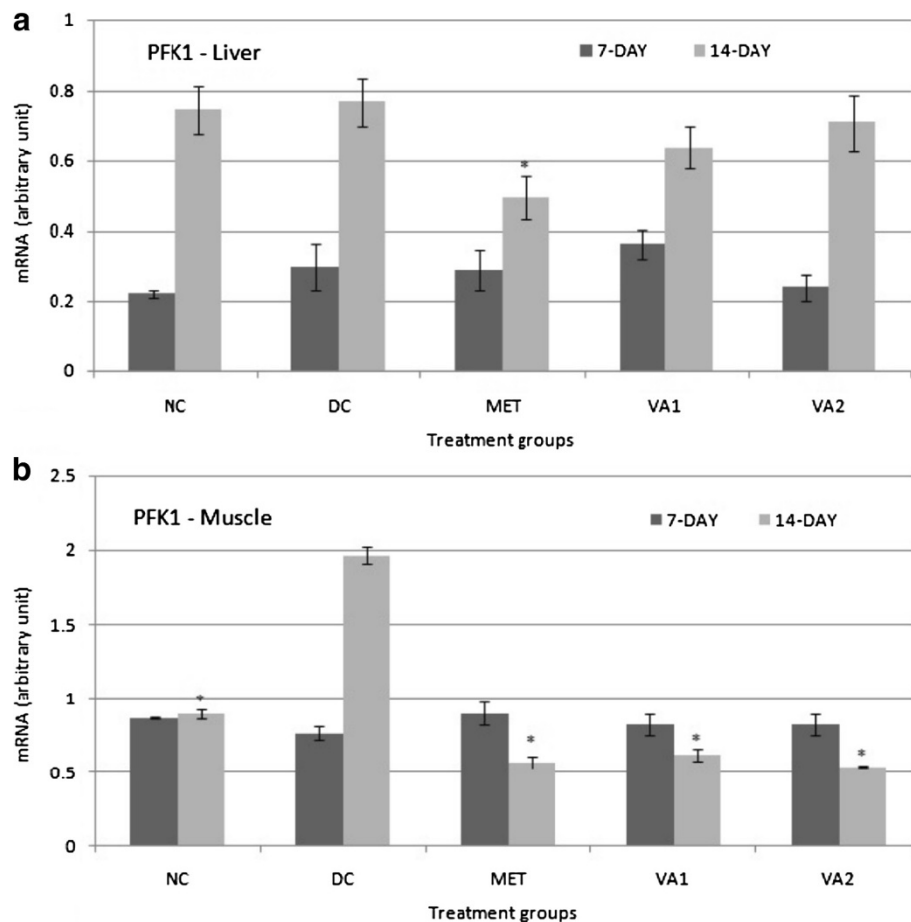 a
1
PFK1 - Liver
7-DAY 14-DAY
0.8
*
0.6
mRNA (arbitrary unit)
0.4
0.2
0
NC DC MET VA1 VA2
Treatment groups
b
2.5
PFK1 - Muscle
7-DAY 14-DAY
2
mRNA (arbitrary unit)
1.5
1
* * * *
0.5
0
NC DC MET VA1 VA2
Treatment groups